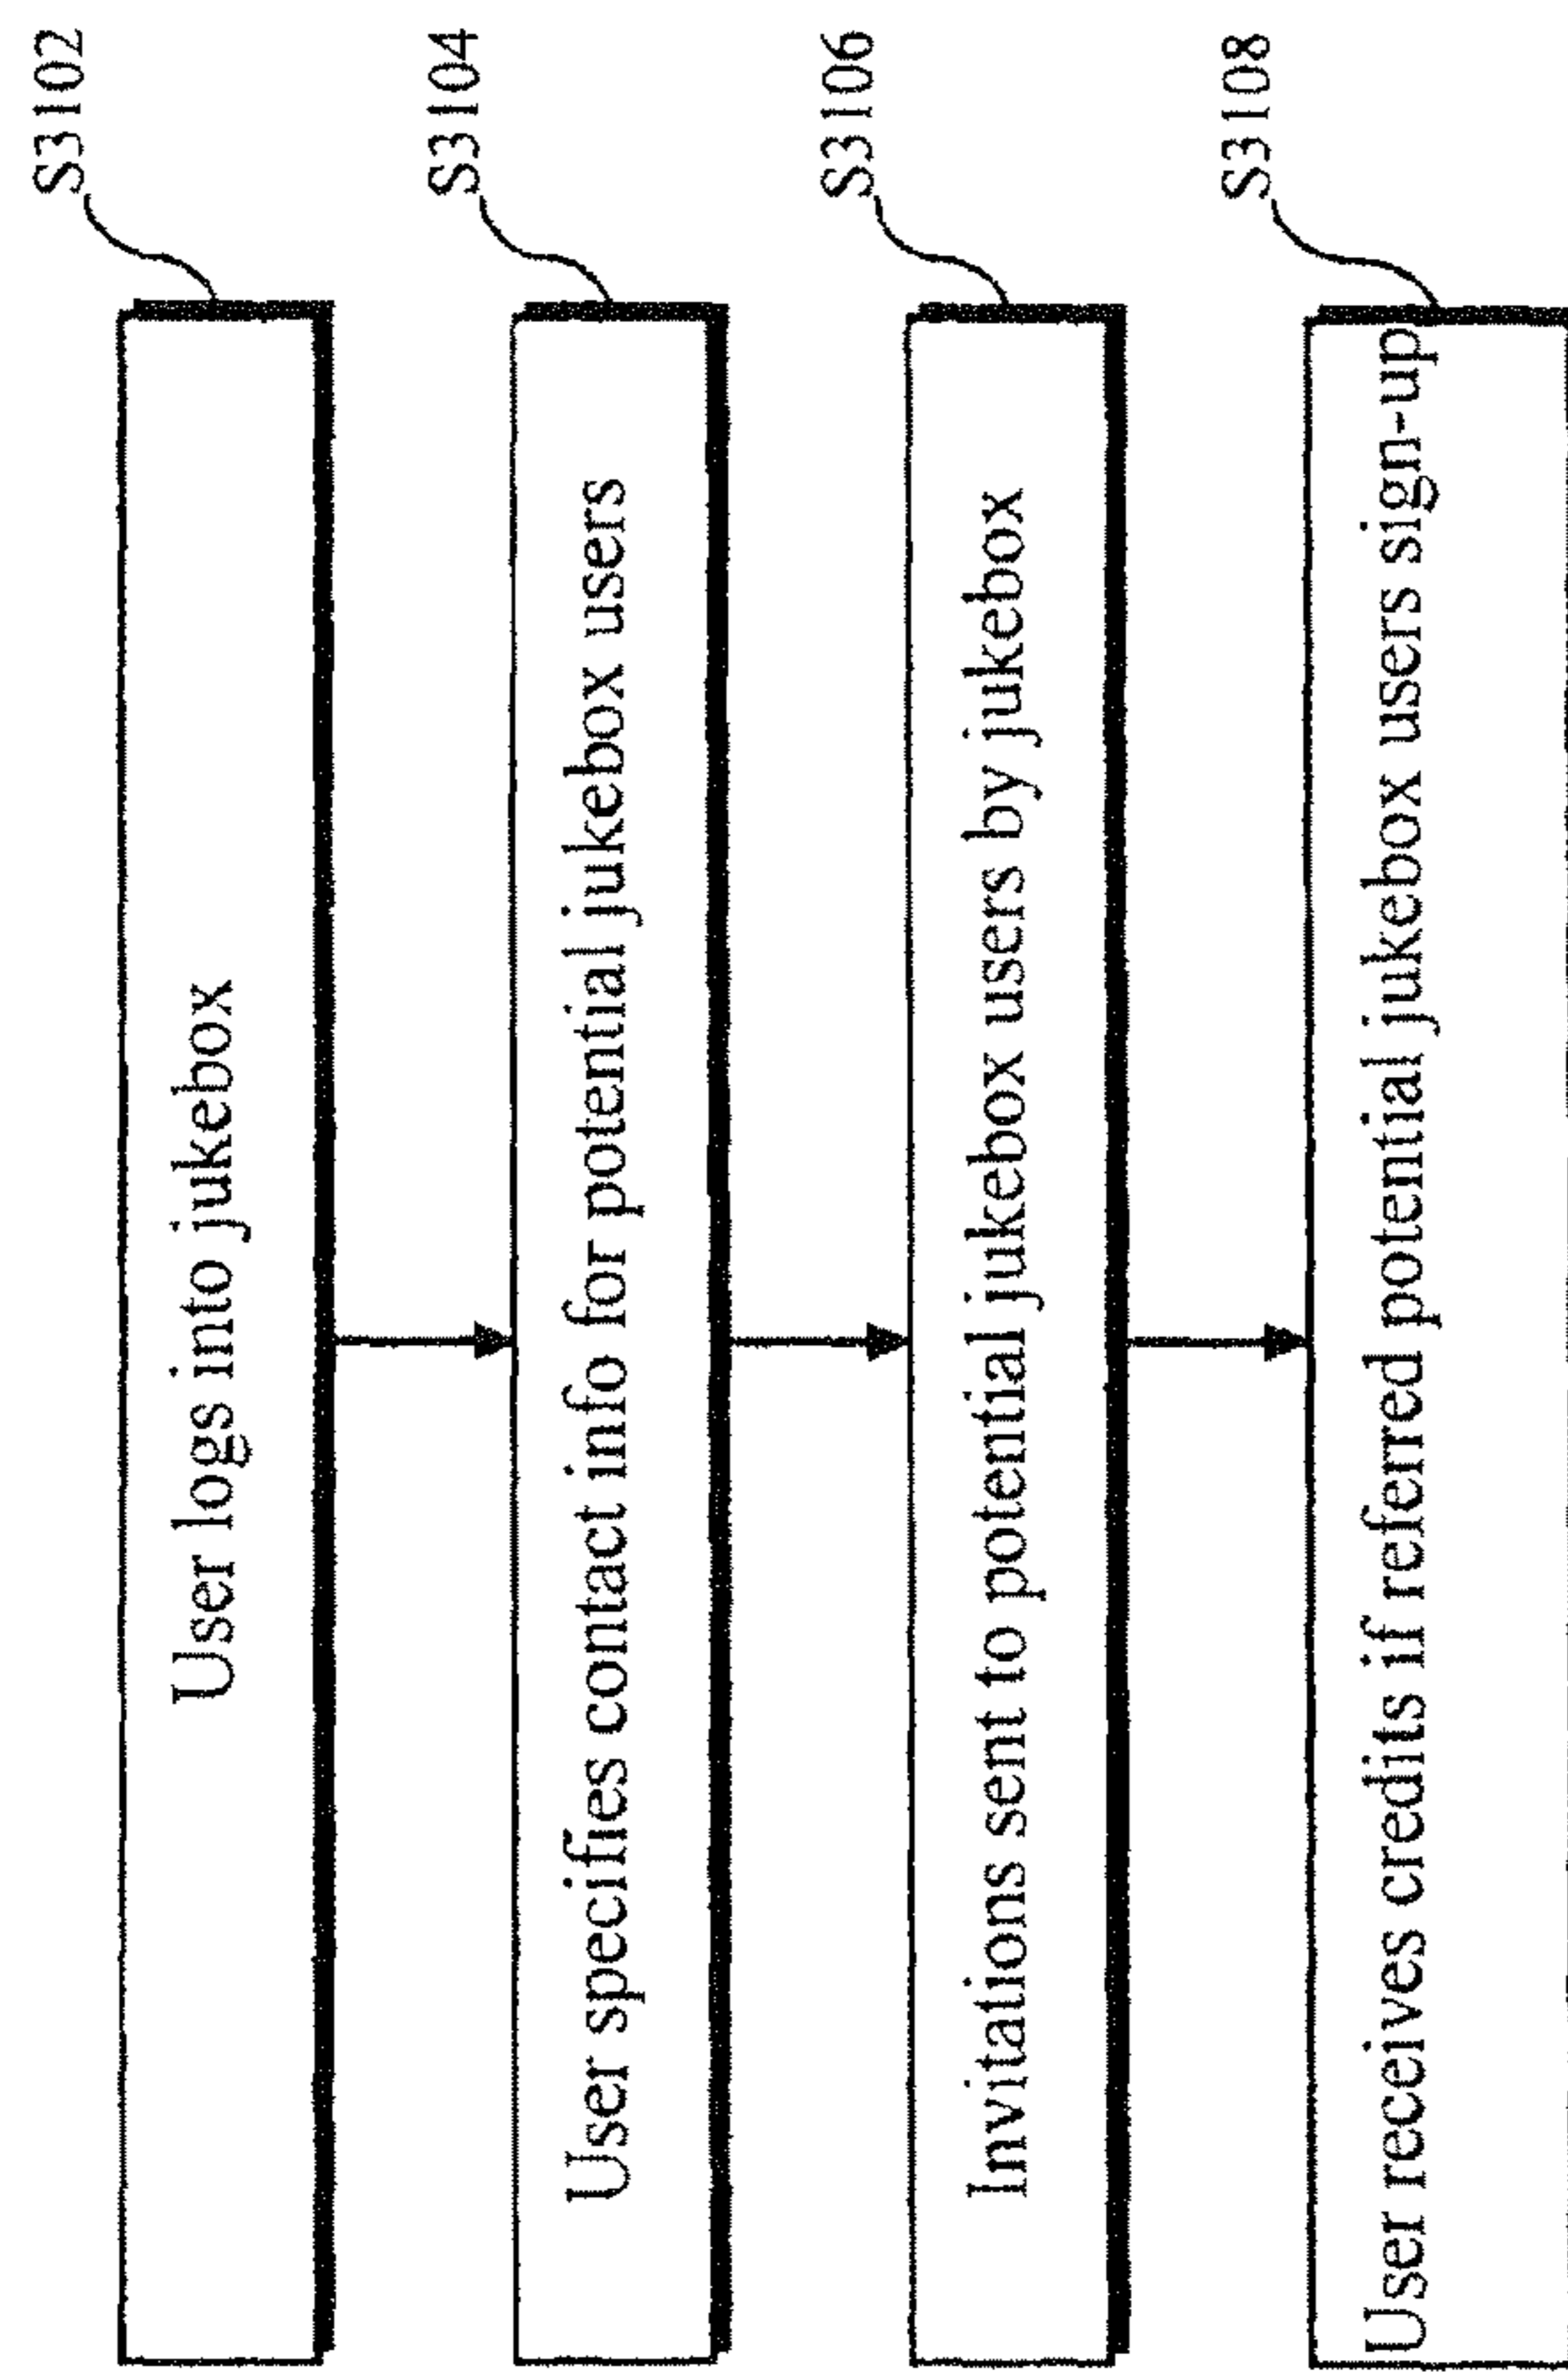 User logs into jukebox
S3102
User specifies contact info for potential jukebox users
S3104
Invitations sent to potential jukebox users by jukebox
S3106
User receives credits if referred potential jukebox users sign-up
S3108